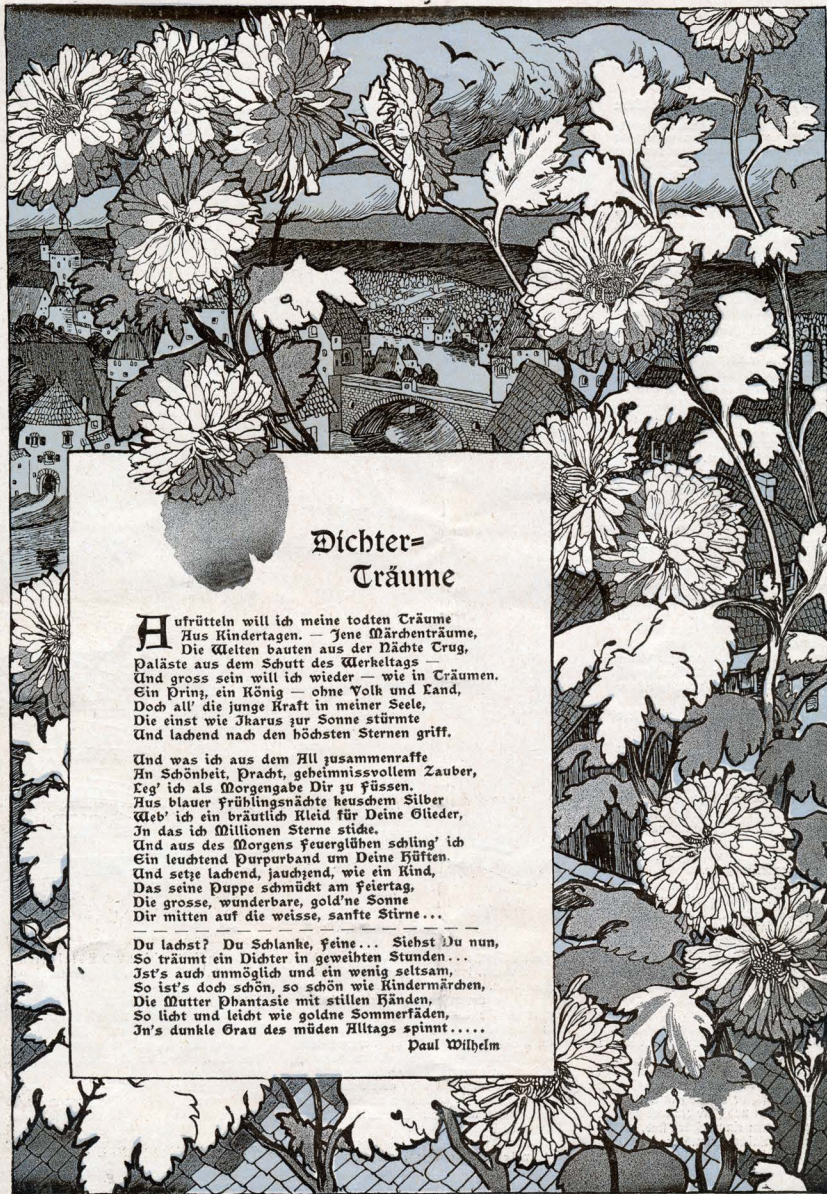 Dichter=
Träume
Aufrütteln will ich meine todten Träume
Aus Kindertagen. — Jene Märchenträume,
Die Welten bauten aus der Nächte Trug,
Paläste aus dem Schutt des Werkeltags —
Und gross sein will ich wieder — wie in Träumen.
Ein Prinz, ein König — ohne Volk und Land,
Doch all' die junge Kraft in meiner Seele,
Die einst wie Ikarus zur Sonne stürmte
Und lachend nach den höchsten Sternen griff.
Und was ich aus dem All zusammenraffe
An Schönheit, Pracht, geheimnissvollem Zauber,
Leg' ich als Morgengabe Dir zu Füssen.
Aus blauer Frühlingsnächte keuschem Silber
Web' ich ein bräutlich Kleid für Deine Glieder,
In das ich Millionen Sterne sticke.
Und aus des Morgens Feuerglühen schling' ich
Ein leuchtend Purpurband um Deine Hüften.
Und setze lachend, jauchzend, wie ein Kind,
Das seine Puppe schmückt am Feiertag,
Die grosse, wunderbare, gold'ne Sonne
Dir mitten auf die weisse, sanfte Stirne...
Du lachst? Du Schlanke, Feine... Siehst Du nun,
So träumt ein Dichter in geweihten Stunden...
Ist's auch unmöglich und ein wenig seltsam,
So ist's doch schön, so schön wie Kindermärchen,
Die Mutter Phantasie mit stillen Händen,
So licht und leicht wie goldne Sommerfäden,
In's dunkle Grau des müden Alltags spinnt.....
Paul Wilhelm